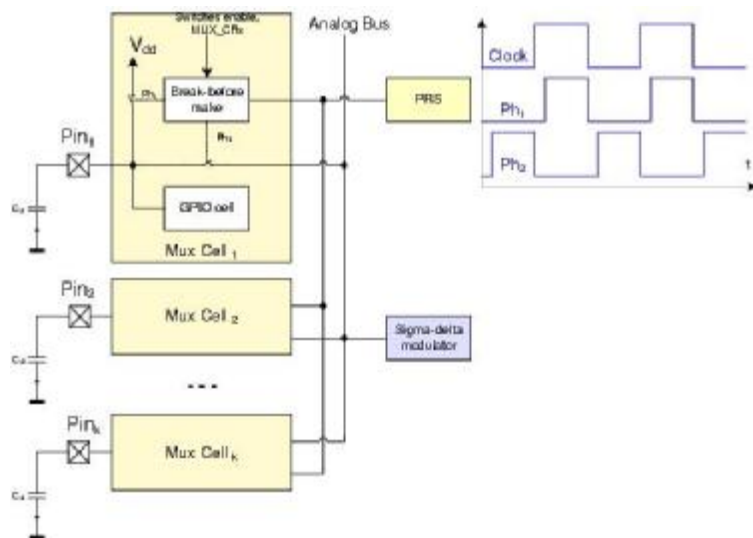 Switches enable,
MUX_CRx
Analog Bus
Vdd
Break-before
make
Ph1
PRS
Clock
Ph1
Ph2
t
Pin1
GPIO cell
Mux Cell 1
Pin2
Mux Cell 2
Sigma-delta
modulator
...
Pink
Mux Cell k